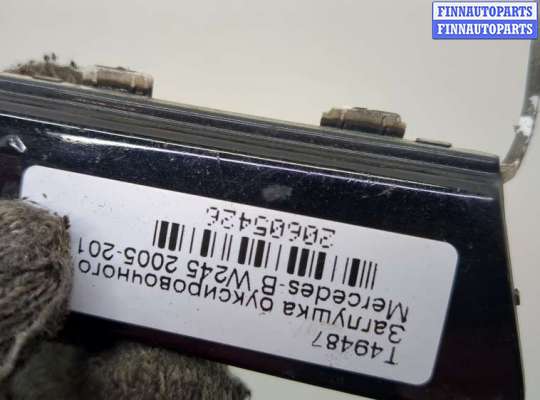 FINNAUTOPARTS
FINNAUTOPARTS
T49487
Заглушка буксировочного
Mercedes-B W245 2005-201
20605426